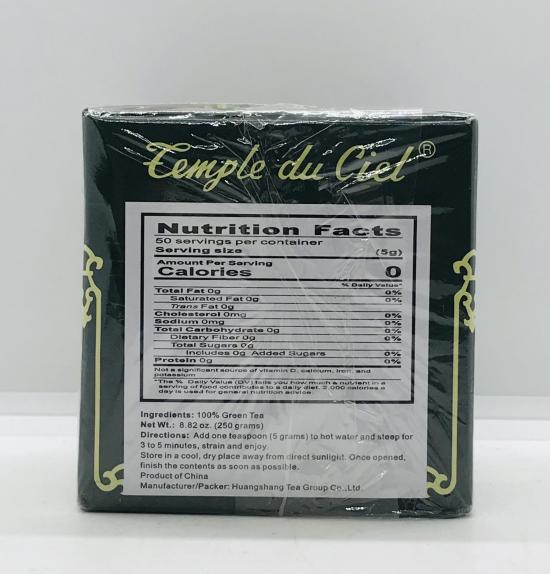 Temple du Ciel®
Nutrition Facts
50 servings per container
Serving size (5g)
Amount Per Serving
Calories 0
% Daily Value*
Total Fat 0g 0%
Saturated Fat 0g 0%
Trans Fat 0g
Cholesterol 0mg 0%
Sodium 0mg 0%
Total Carbohydrate 0g 0%
Dietary Fiber 0g 0%
Total Sugars 0g
Includes 0g Added Sugars 0%
Protein 0g 0%
Not a significant source of vitamin D, calcium, iron, and
potassium
*The % Daily Value (DV) tells you how much a nutrient in a
serving of food contributes to a daily diet. 2,000 calories a
day is used for general nutrition advice.
Ingredients: 100% Green Tea
Net Wt.: 8.82 oz. (250 grams)
Directions: Add one teaspoon (5 grams) to hot water and steep for
3 to 5 minutes, strain and enjoy.
Store in a cool, dry place away from direct sunlight. Once opened,
finish the contents as soon as possible.
Product of China
Manufacturer/Packer: Huangshang Tea Group Co.,Ltd.